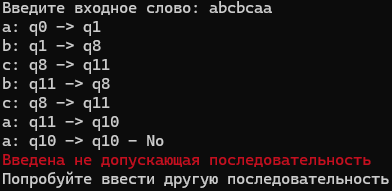 Введите входное слово: abcbcaa
a: q0 -> q1
b: q1 -> q8
c: q8 -> q11
b: q11 -> q8
c: q8 -> q11
a: q11 -> q10
a: q10 -> q10 - No
Введена не допускающая последовательность
Попробуйте ввести другую последовательность